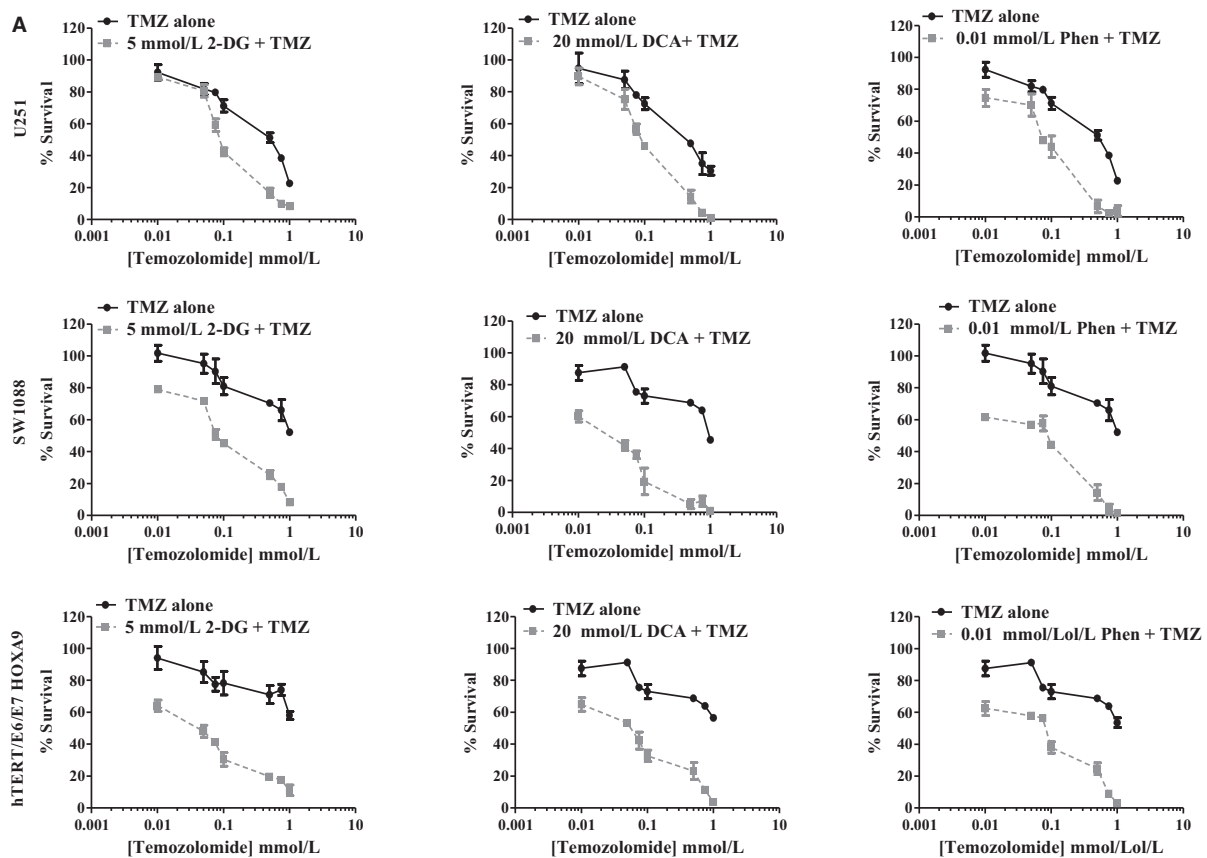 A
TMZ alone
5 mmol/L 2-DG + TMZ
U251
% Survival
120
100
80
60
40
20
0
0.001 0.01 0.1 1 10
[Temozolomide] mmol/L
TMZ alone
20 mmol/L DCA+ TMZ
% Survival
120
100
80
60
40
20
0
0.001 0.01 0.1 1 10
[Temozolomide] mmol/L
TMZ alone
0.01 mmol/L Phen + TMZ
% Survival
120
100
80
60
40
20
0
0.001 0.01 0.1 1 10
[Temozolomide] mmol/L
TMZ alone
5 mmol/L 2-DG + TMZ
SW1088
% Survival
120
100
80
60
40
20
0
0.001 0.01 0.1 1 10
[Temozolomide] mmol/L
TMZ alone
20 mmol/L DCA + TMZ
% Survival
120
100
80
60
40
20
0
0.001 0.01 0.1 1 10
[Temozolomide] mmol/L
TMZ alone
0.01 mmol/L Phen + TMZ
% Survival
120
100
80
60
40
20
0
0.001 0.01 0.1 1 10
[Temozolomide] mmol/L
TMZ alone
5 mmol/L 2-DG + TMZ
hTERT/E6/E7 HOXA9
% Survival
120
100
80
60
40
20
0
0.001 0.01 0.1 1 10
[Temozolomide] mmol/L
TMZ alone
20 mmol/L DCA + TMZ
% Survival
120
100
80
60
40
20
0
0.001 0.01 0.1 1 10
[Temozolomide] mmol/L
TMZ alone
0.01 mmol/Lol/L Phen + TMZ
% Survival
120
100
80
60
40
20
0
0.001 0.01 0.1 1 10
[Temozolomide] mmol/Lol/L